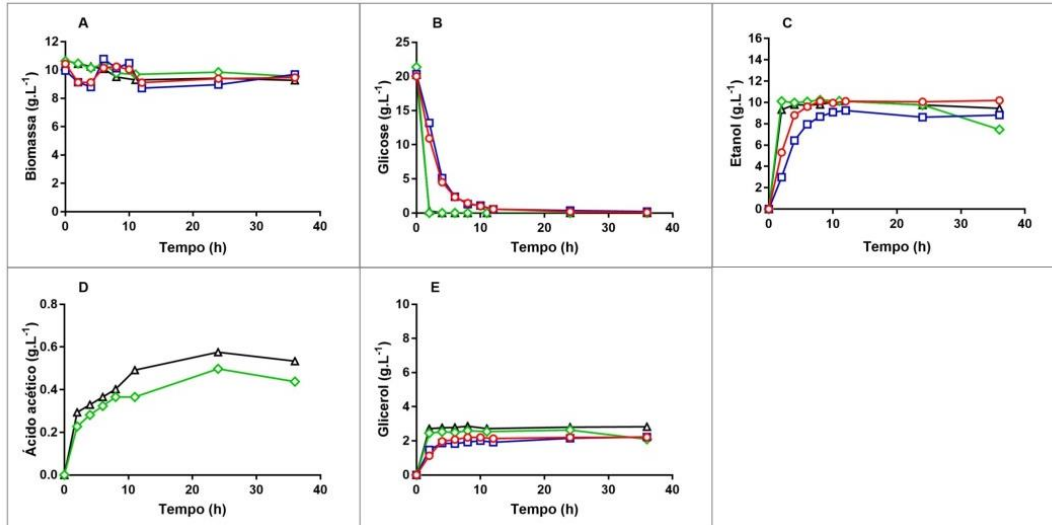 A
Biomassa (g.L⁻¹)
12
10
8
6
4
2
0
0 10 20 30 40
Tempo (h)
B
Glicose (g.L⁻¹)
25
20
15
10
5
0
0 10 20 30 40
Tempo (h)
C
Etanol (g.L⁻¹)
16
14
12
10
8
6
4
2
0
0 10 20 30 40
Tempo (h)
D
Ácido acético (g.L⁻¹)
0.8
0.6
0.4
0.2
0.0
0 10 20 30 40
Tempo (h)
E
Glicerol (g.L⁻¹)
10
8
6
4
2
0
0 10 20 30 40
Tempo (h)